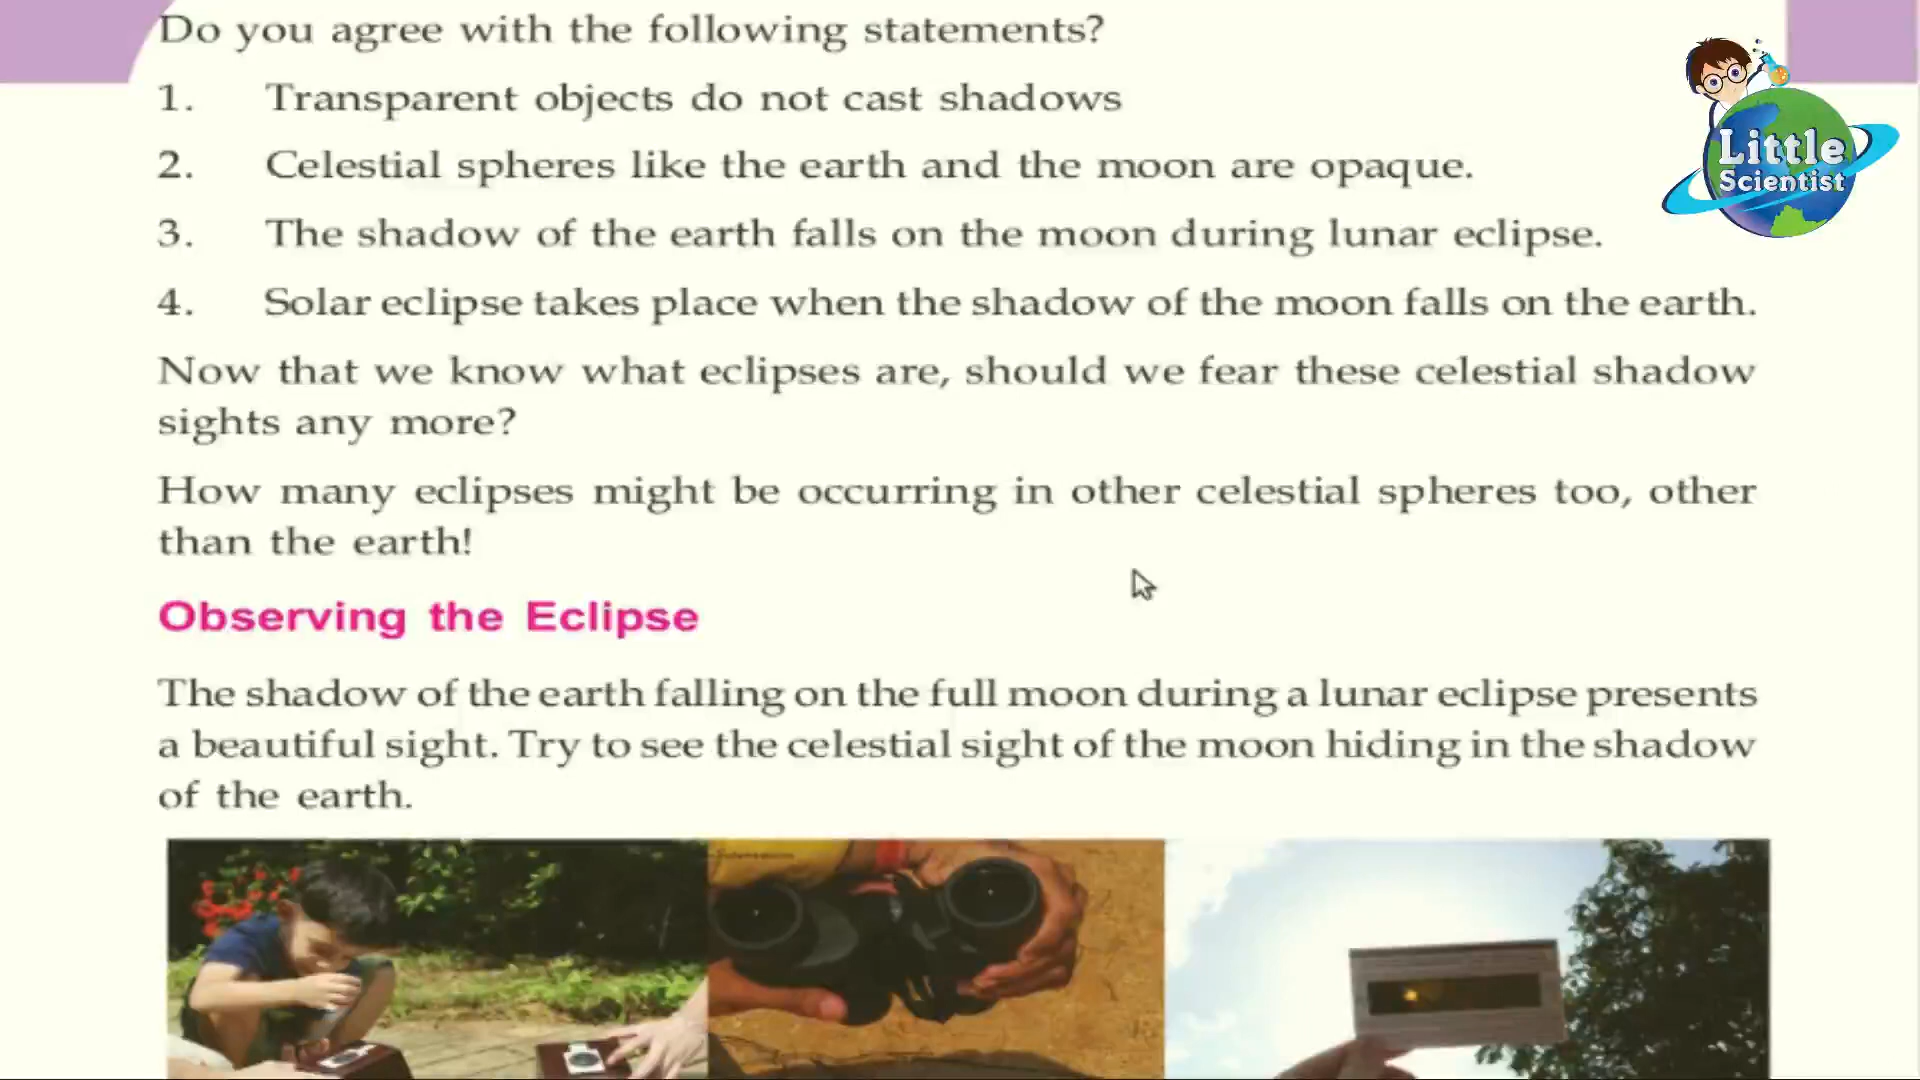 Do you agree with the following statements?
1. Transparent objects do not cast shadows
2. Celestial spheres like the earth and the moon are opaque.
3. The shadow of the earth falls on the moon during lunar eclipse.
4. Solar eclipse takes place when the shadow of the moon falls on the earth.
Now that we know what eclipses are, should we fear these celestial shadow
sights any more?
How many eclipses might be occurring in other celestial spheres too, other
than the earth!
Observing the Eclipse
The shadow of the earth falling on the full moon during a lunar eclipse presents
a beautiful sight. Try to see the celestial sight of the moon hiding in the shadow
of the earth.
Little
Scientist